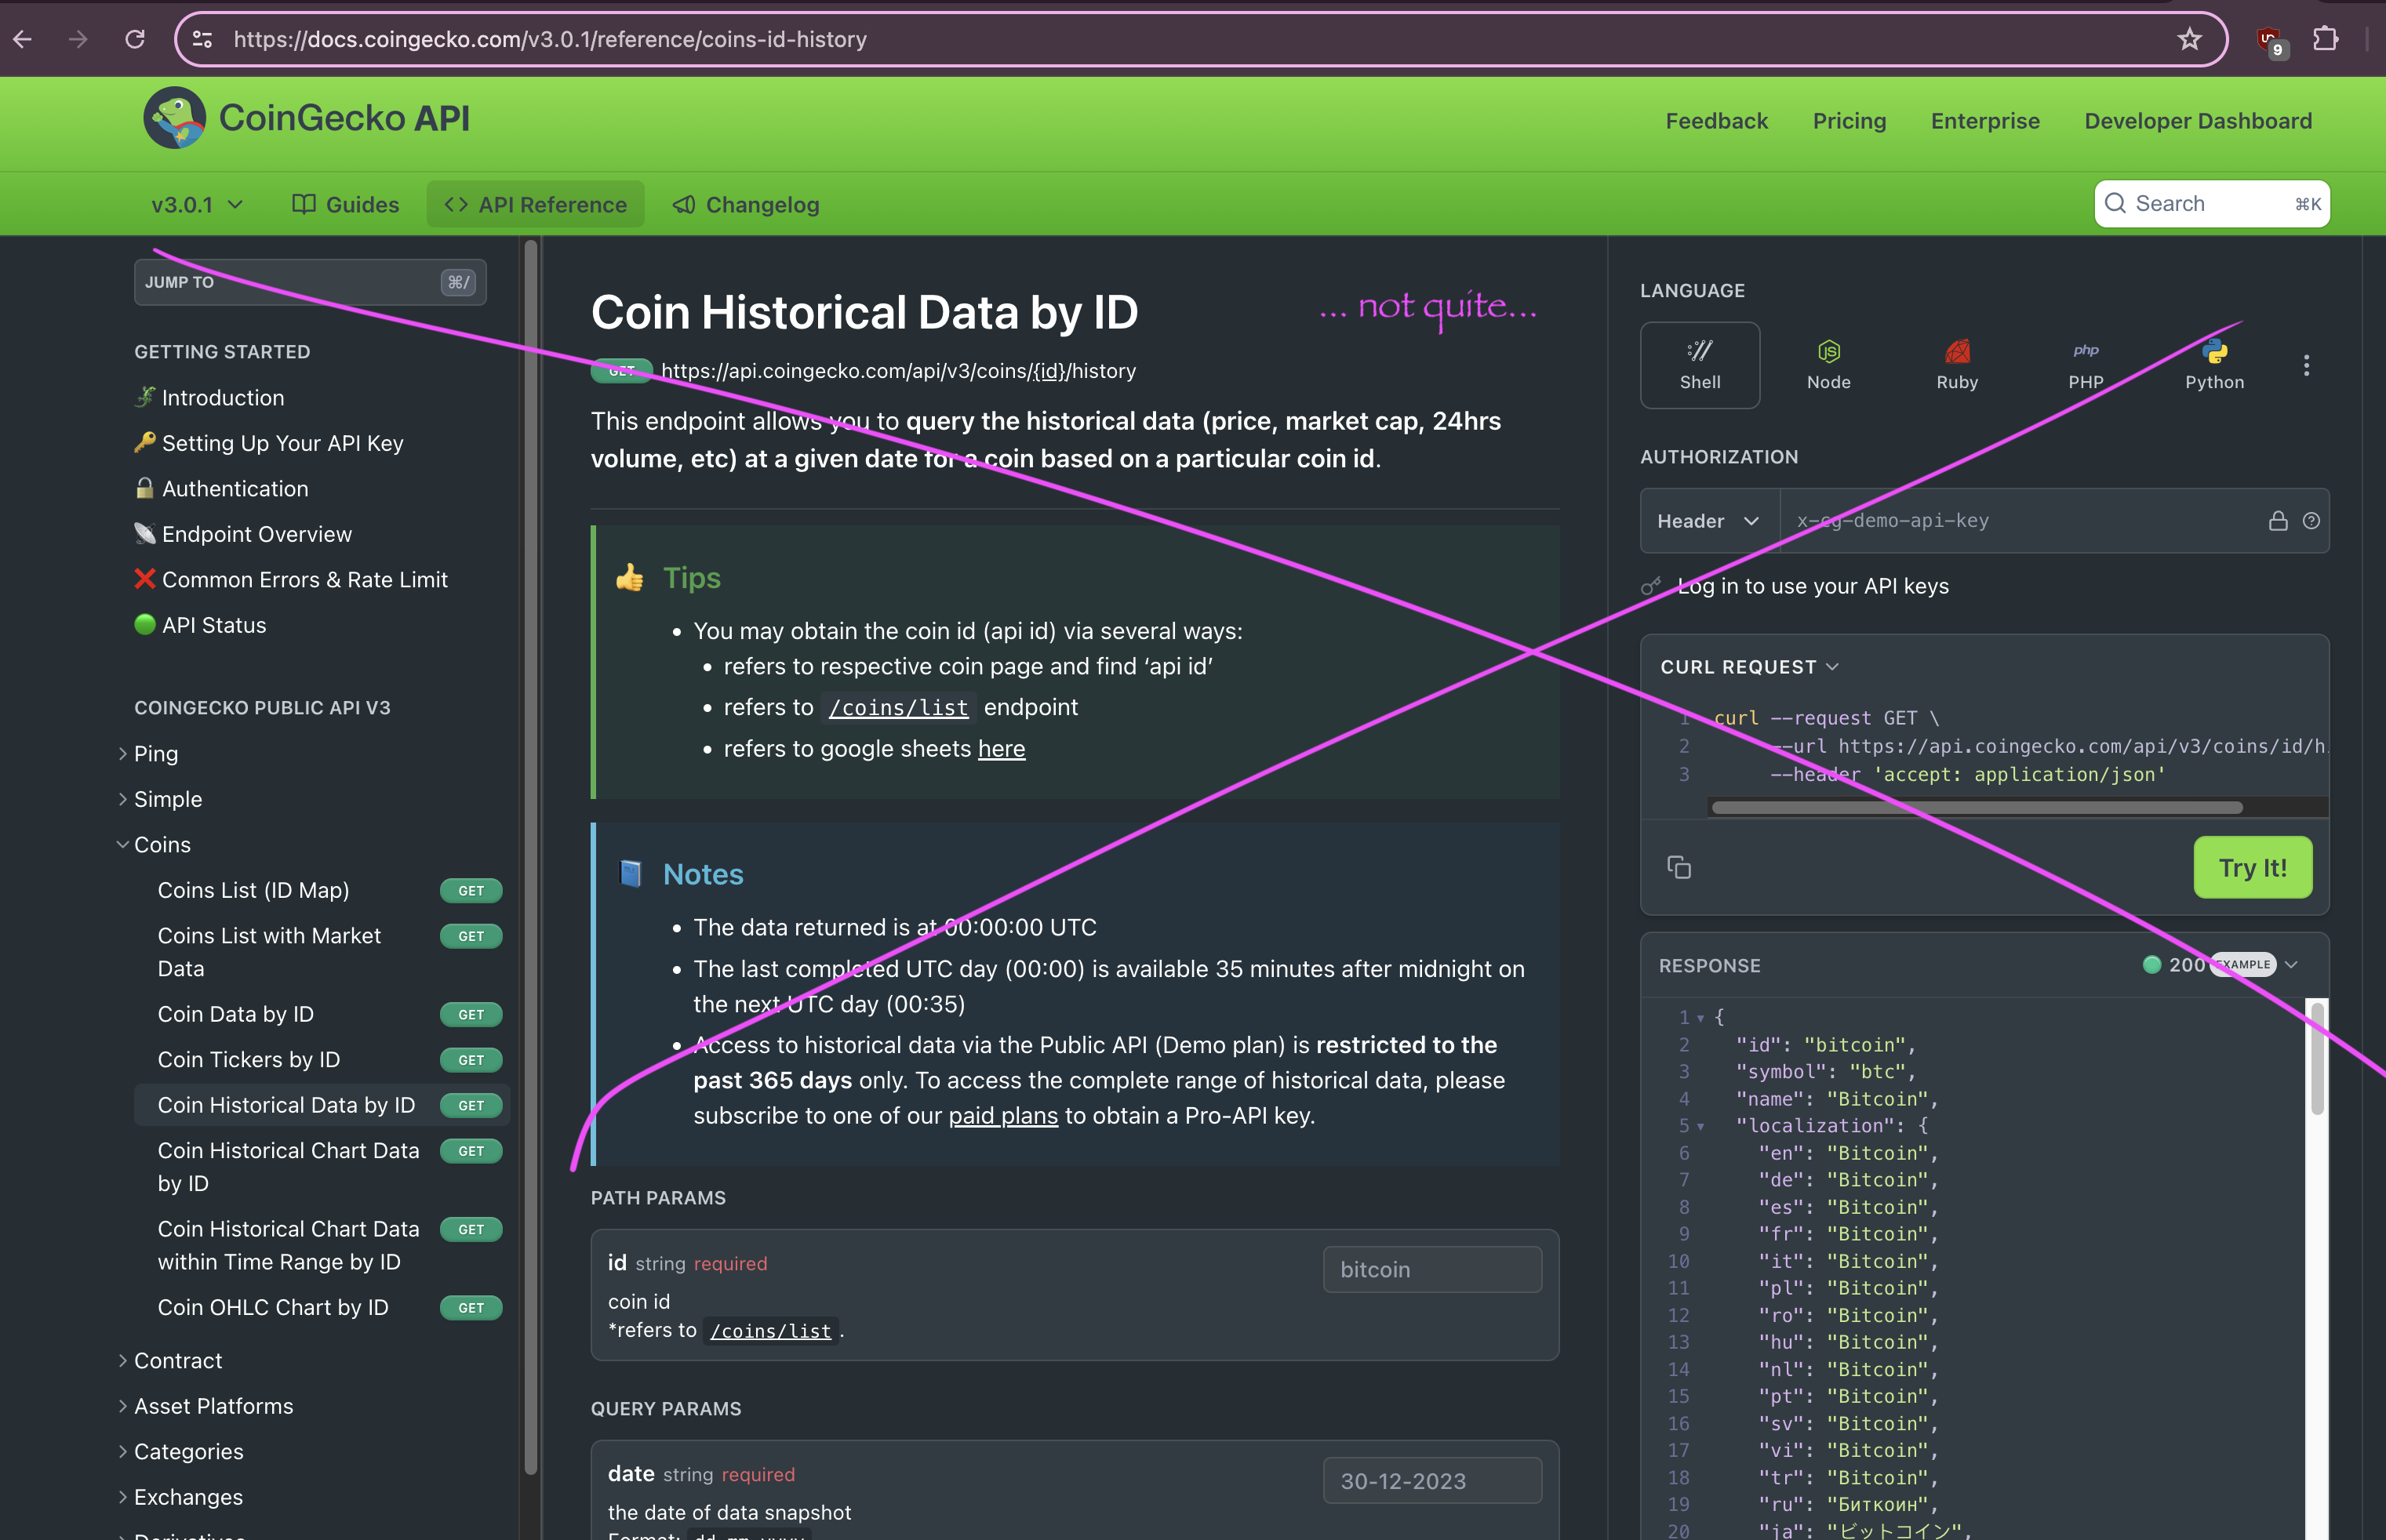 https://docs.coingecko.com/v3.0.1/reference/coins-id-history
9
CoinGecko API
Feedback
Pricing
Enterprise
Developer Dashboard
v3.0.1
Guides
<> API Reference
Changelog
Search
⌘K
JUMP TO
⌘/
GETTING STARTED
Introduction
Setting Up Your API Key
Authentication
Endpoint Overview
Common Errors & Rate Limit
API Status
COINGECKO PUBLIC API V3
Ping
Simple
Coins
Coins List (ID Map)
GET
Coins List with Market
Data
GET
Coin Data by ID
GET
Coin Tickers by ID
GET
Coin Historical Data by ID
GET
Coin Historical Chart Data
by ID
GET
Coin Historical Chart Data
within Time Range by ID
GET
Coin OHLC Chart by ID
GET
Contract
Asset Platforms
Categories
Exchanges
Coin Historical Data by ID
... not quite...
GET
https://api.coingecko.com/api/v3/coins/{id}/history
This endpoint allows you to query the historical data (price, market cap, 24hrs
volume, etc) at a given date for a coin based on a particular coin id.
Tips
• You may obtain the coin id (api id) via several ways:
• refers to respective coin page and find ‘api id’
• refers to /coins/list endpoint
• refers to google sheets here
Notes
• The data returned is at 00:00:00 UTC
• The last completed UTC day (00:00) is available 35 minutes after midnight on
the next UTC day (00:35)
• Access to historical data via the Public API (Demo plan) is restricted to the
past 365 days only. To access the complete range of historical data, please
subscribe to one of our paid plans to obtain a Pro-API key.
PATH PARAMS
id string required
bitcoin
coin id
*refers to /coins/list .
QUERY PARAMS
date string required
30-12-2023
the date of data snapshot
LANGUAGE
Shell
Node
php
Ruby
PHP
Python
AUTHORIZATION
Header
x-cg-demo-api-key
Log in to use your API keys
CURL REQUEST
1 curl --request GET \
2 --url https://api.coingecko.com/api/v3/coins/id/h
3 --header 'accept: application/json'
Try It!
RESPONSE
200
EXAMPLE
1 {
2 "id": "bitcoin",
3 "symbol": "btc",
4 "name": "Bitcoin",
5 "localization": {
6 "en": "Bitcoin",
7 "de": "Bitcoin",
8 "es": "Bitcoin",
9 "fr": "Bitcoin",
10 "it": "Bitcoin",
11 "pl": "Bitcoin",
12 "ro": "Bitcoin",
13 "hu": "Bitcoin",
14 "nl": "Bitcoin",
15 "pt": "Bitcoin",
16 "sv": "Bitcoin",
17 "vi": "Bitcoin",
18 "tr": "Bitcoin",
19 "ru": "Биткоин",
20 "ja": "ビットコイン",